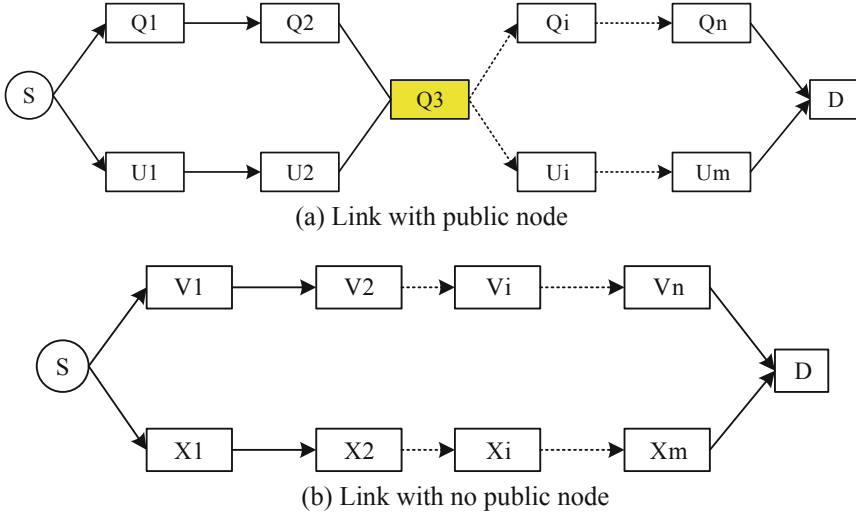 Q1 Q2 Qi Qn
S Q3 D
U1 U2 Ui Um
(a) Link with public node
V1 V2 Vi Vn
S D
X1 X2 Xi Xm
(b) Link with no public node